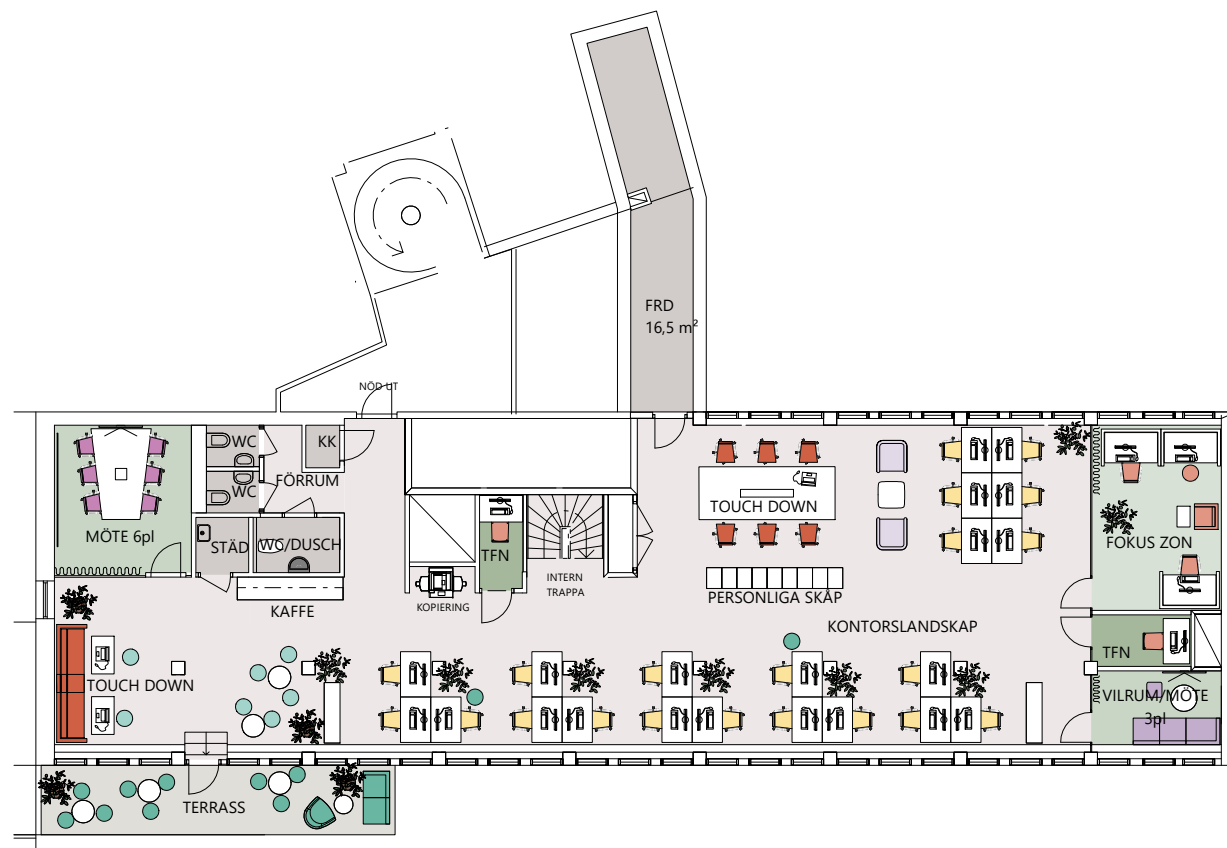 FRD
16,5 m²
NÖD UT
WC
KK
FÖRRUM
WC
MÖTE 6pl
STÄD
WC/DUSCH
KAFFE
KOPIERING
TFN
INTERN
TRAPPA
TOUCH DOWN
PERSONLIGA SKÅP
KONTORSLANDSKAP
FOKUS ZON
TFN
VILRUM/MÖTE
3pl
TOUCH DOWN
TERRASS